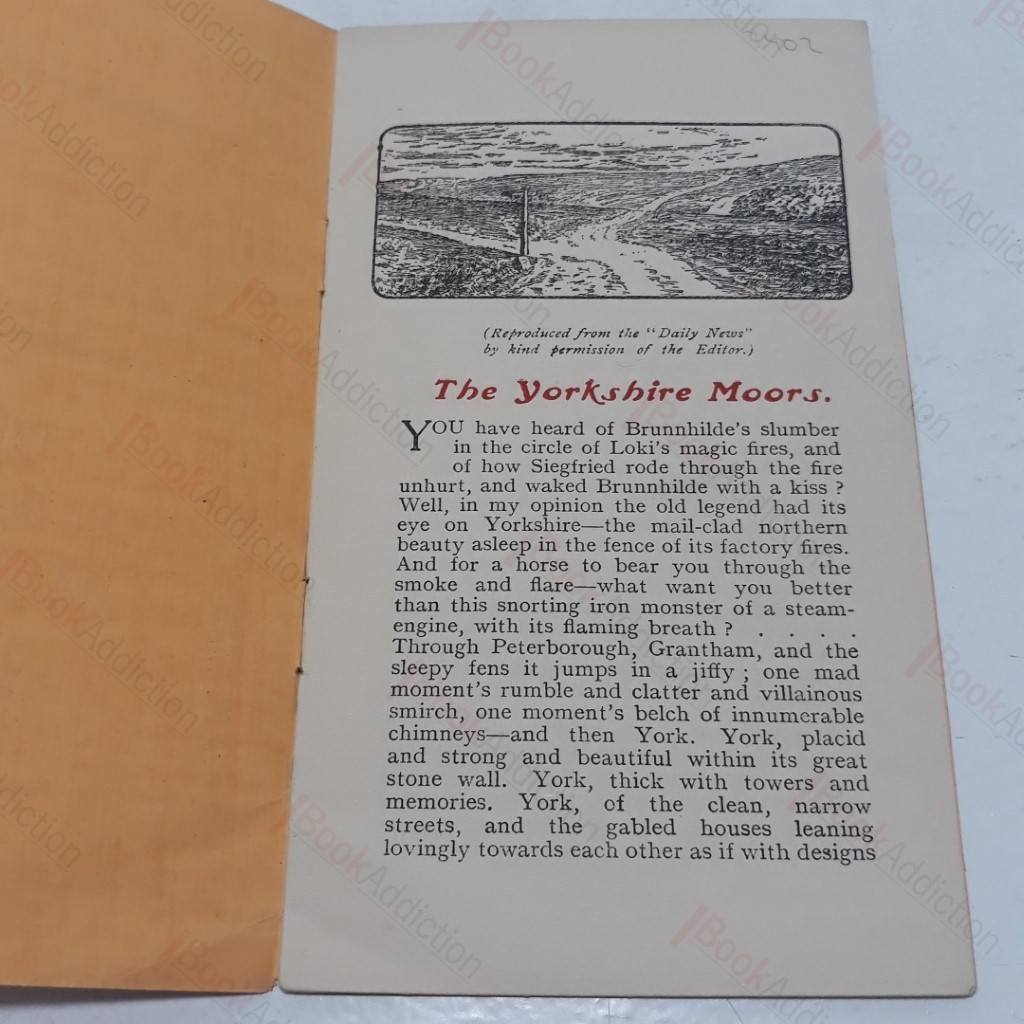 (Reproduced from the "Daily News"
by kind permission of the Editor.)
The Yorkshire Moors.
YOU have heard of Brunnhilde's slumber
in the circle of Loki's magic fires, and
of how Siegfried rode through the fire
unhurt, and waked Brunnhilde with a kiss ?
Well, in my opinion the old legend had its
eye on Yorkshire—the mail-clad northern
beauty asleep in the fence of its factory fires.
And for a horse to bear you through the
smoke and flare—what want you better
than this snorting iron monster of a steam-
engine, with its flaming breath ? . . . .
Through Peterborough, Grantham, and the
sleepy fens it jumps in a jiffy ; one mad
moment's rumble and clatter and villainous
smirch, one moment's belch of innumerable
chimneys—and then York. York, placid
and strong and beautiful within its great
stone wall. York, thick with towers and
memories. York, of the clean, narrow
streets, and the gabled houses leaning
lovingly towards each other as if with designs
BookAddiction